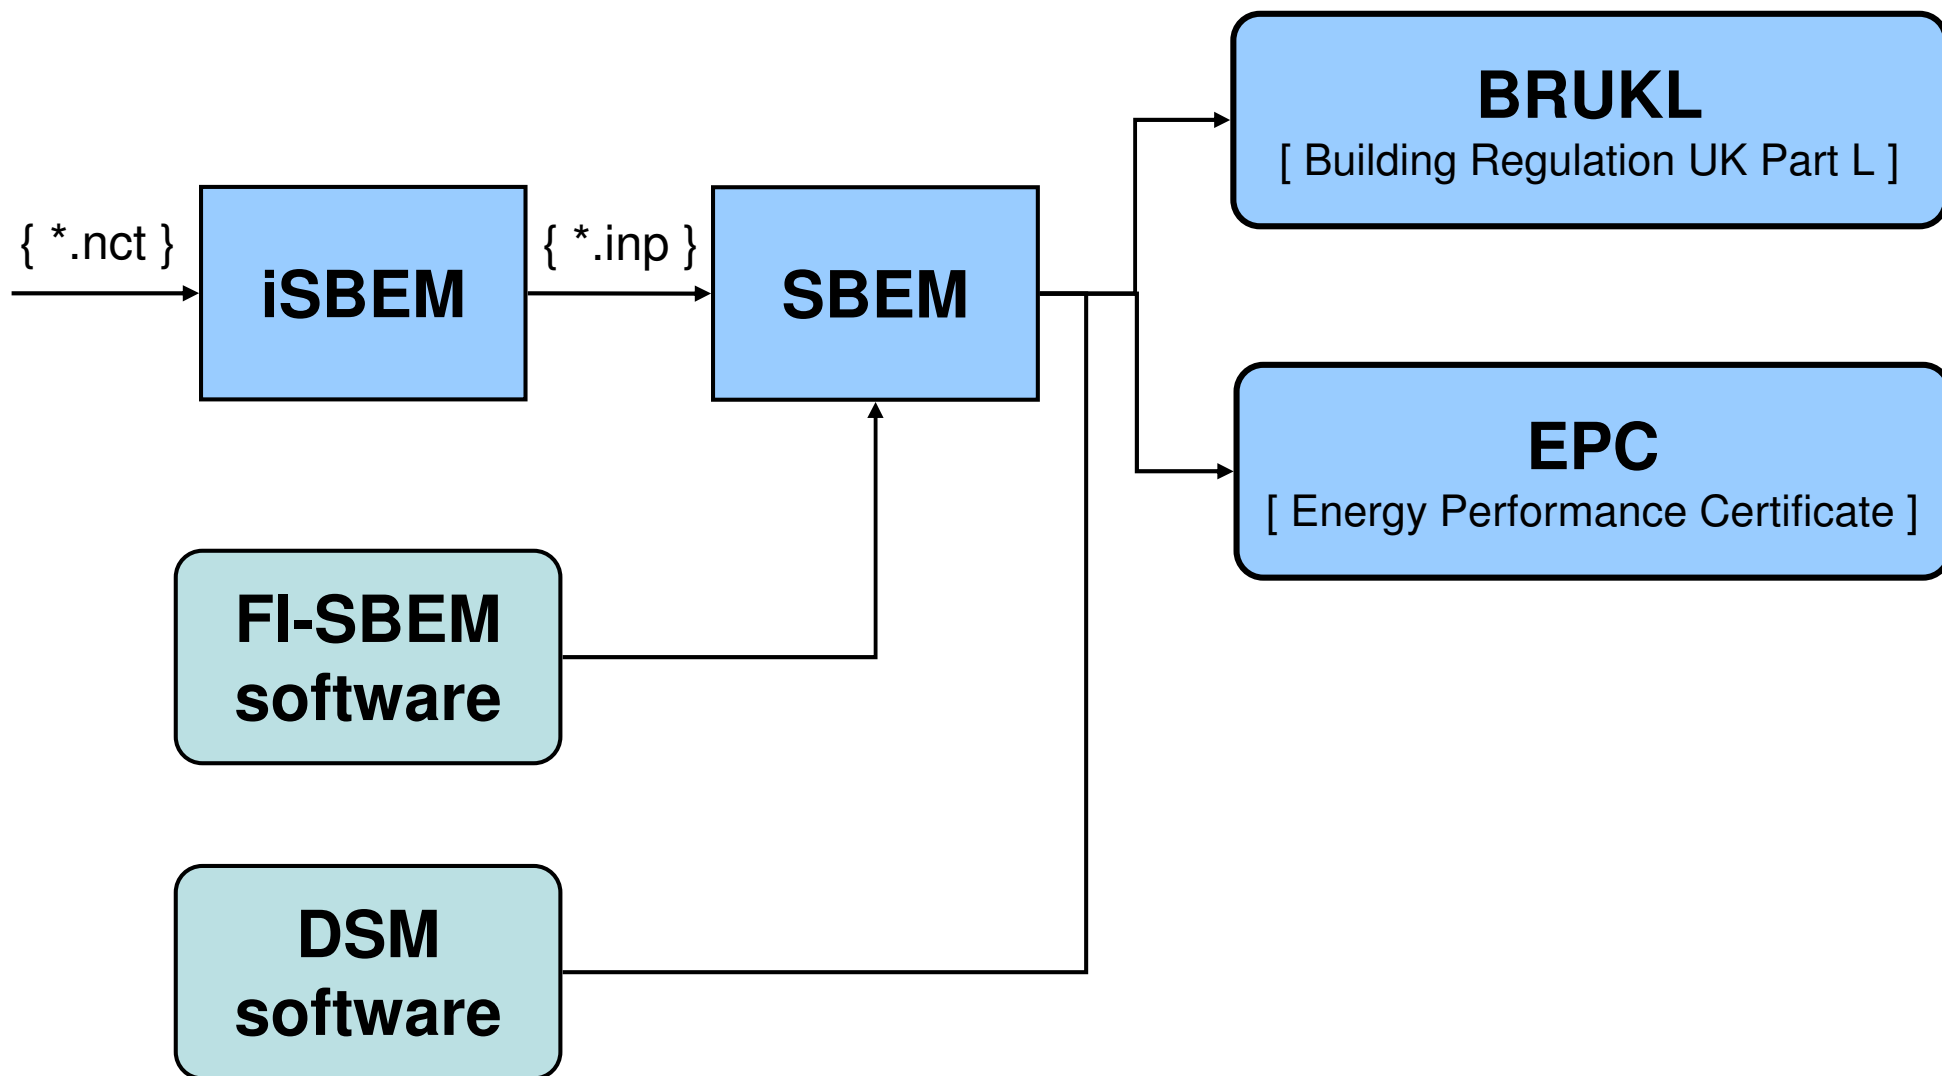 BRUKL
[ Building Regulation UK Part L ]
{ *.nct }
{ *.inp }
iSBEM
SBEM
EPC
[ Energy Performance Certificate ]
FI-SBEM
software
DSM
software